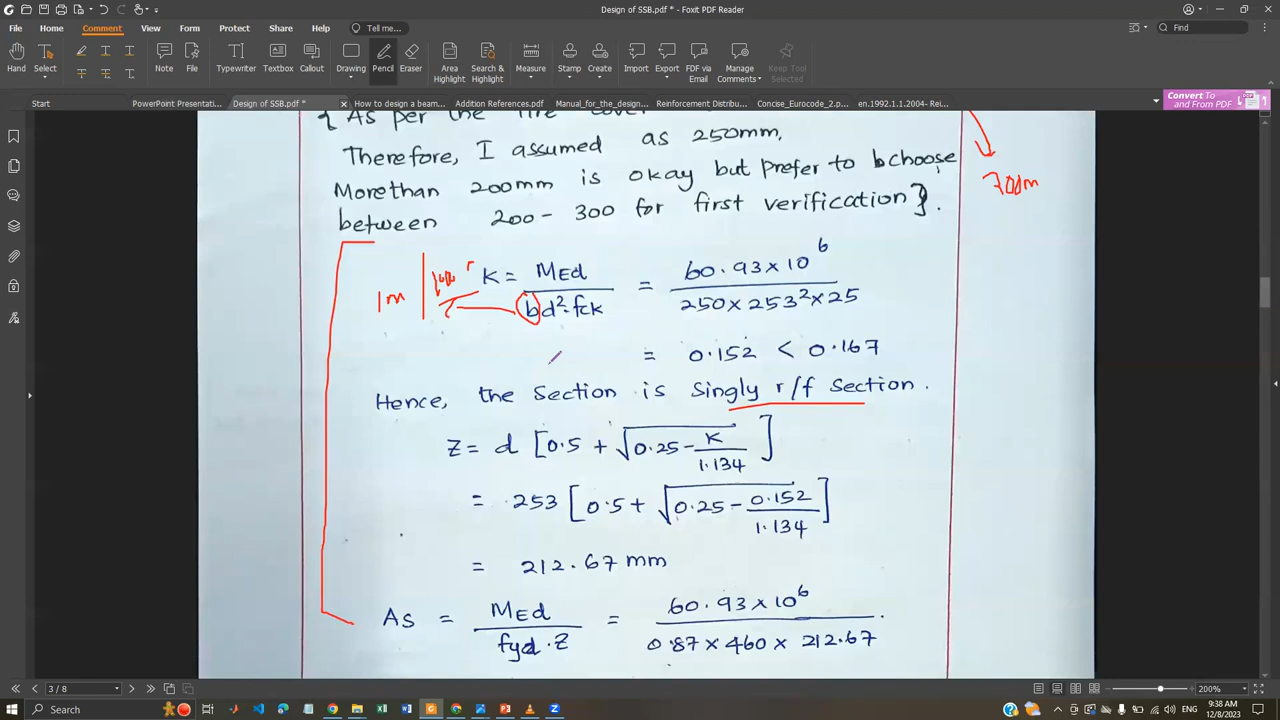 Design of SSB.pdf * - Foxit PDF Reader
File Home Comment View Form Protect Share Help Tell me... Find
Hand Select Note File Typewriter Textbox Callout Drawing Pencil Eraser Area Highlight Search & Highlight Measure Stamp Create Import Export FDF via Email Manage Comments Keep Tool Selected
Start PowerPoint Presentati... Design of SSB.pdf * How to design a beam... Addition References.pdf Manual_for_the_design... Reinforcement Distribu... Concise_Eurocode_2.p... en.1992.1.1.2004- Rei... Convert To and From PDF
{ As per the fire cover
Therefore, I assumed as 250mm,
More than 200mm is okay but prefer to b choose
between 200 - 300 for first verification}.
1m
K = MEd / bd²·fck = 60.93 x 10⁶ / 250 x 253² x 25
= 0.152 < 0.167
Hence, the section is singly r/f section.
Z = d [0.5 + √0.25 - K/1.134 ]
= 253 [0.5 + √0.25 - 0.152/1.134 ]
= 212.67 mm
As = MEd / fyd·Z = 60.93 x 10⁶ / 0.87 x 460 x 212.67
3 / 8 200%
Search 9:38 AM
12/8/2023